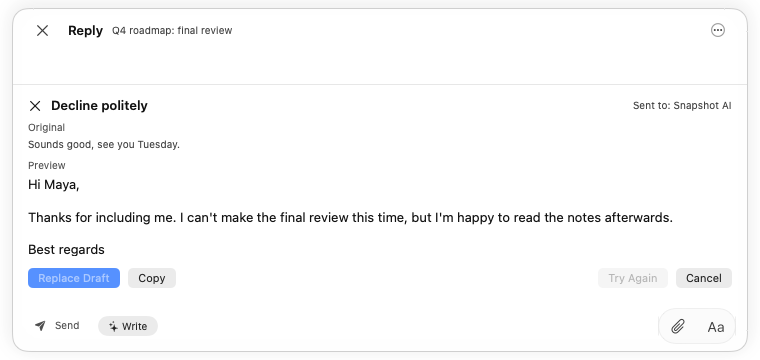 Reply Q4 roadmap: final review
Decline politely Sent to: Snapshot AI
Original
Sounds good, see you Tuesday.
Preview
Hi Maya,
Thanks for including me. I can't make the final review this time, but I'm happy to read the notes afterwards.
Best regards
Replace Draft Copy Try Again Cancel
Send Write Aa